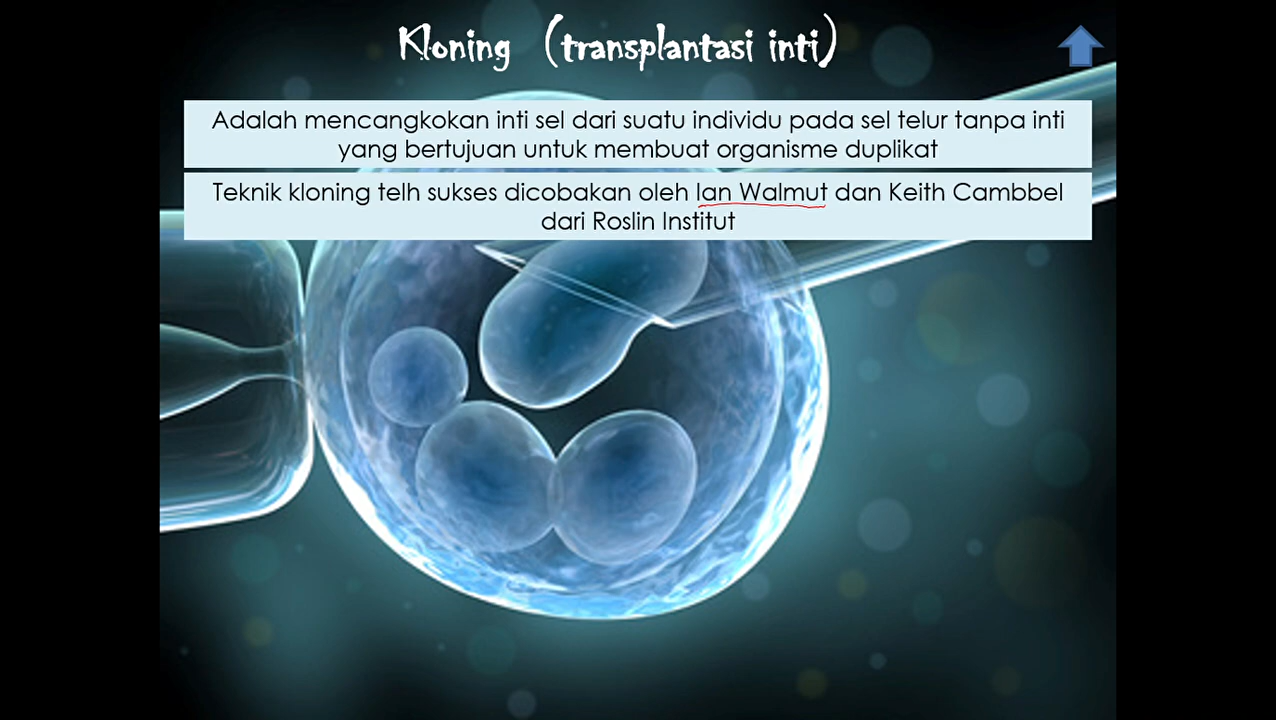 Kloning (transplantasi inti)
Adalah mencangkokan inti sel dari suatu individu pada sel telur tanpa inti
yang bertujuan untuk membuat organisme duplikat
Teknik kloning telh sukses dicobakan oleh Ian Walmut dan Keith Cambbel
dari Roslin Institut